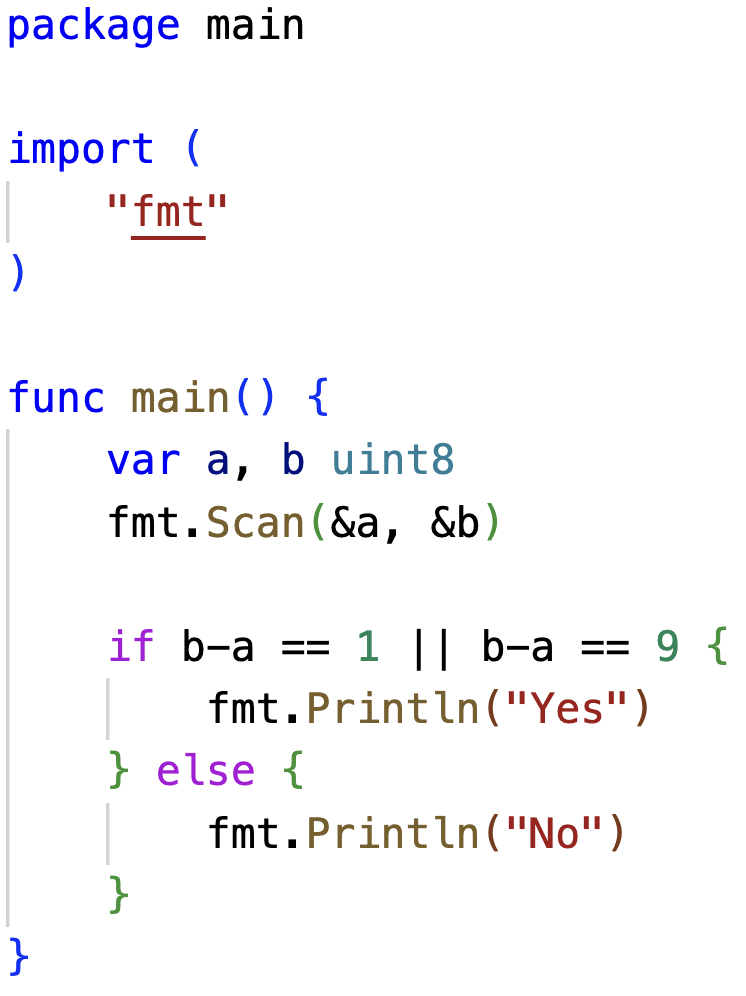 package main
import (
"fmt"
)
func main() {
var a, b uint8
fmt.Scan(&a, &b)
if b-a == 1 || b-a == 9 {
fmt.Println("Yes")
} else {
fmt.Println("No")
}
}